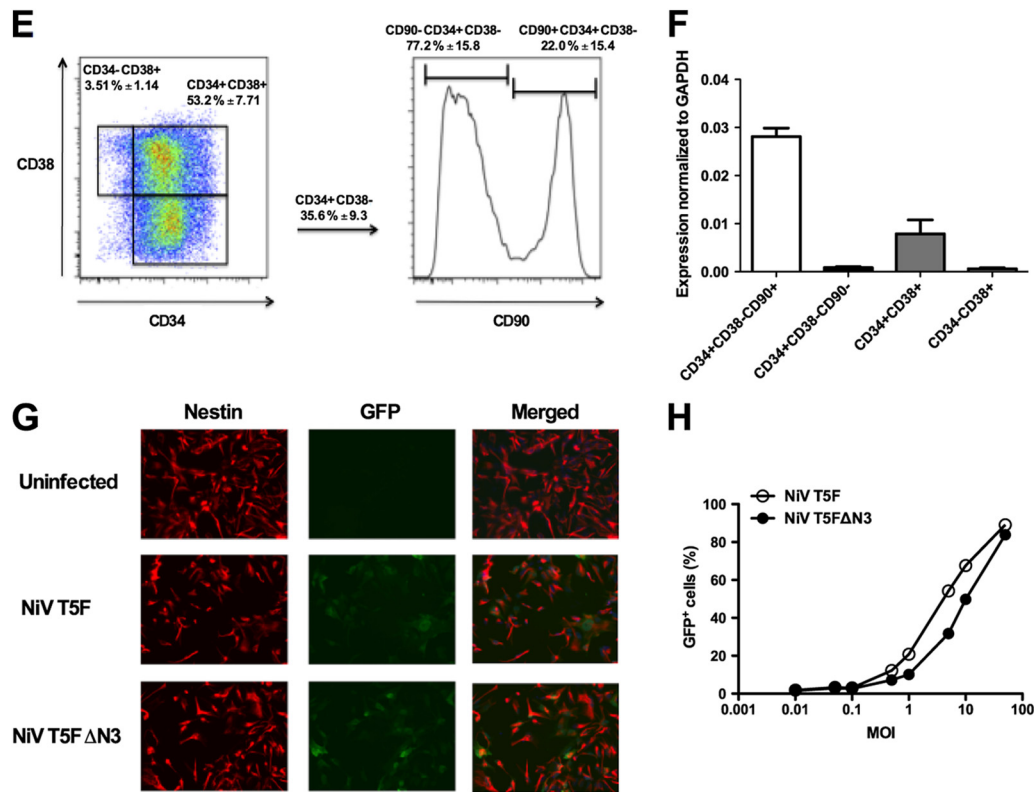 E
CD34-CD38+
3.51% ± 1.14
CD34+CD38+
53.2% ± 7.71
CD38
CD34
CD34+CD38-
35.6% ± 9.3
CD90-CD34+CD38-
77.2% ± 15.8
CD90+CD34+CD38-
22.0% ± 15.4
CD90
F
Expression normalized to GAPDH
0.04
0.03
0.02
0.01
0.00
CD34+CD38-CD90+
CD34+CD38-CD90-
CD34+CD38+
CD34-CD38+
G
Nestin
GFP
Merged
Uninfected
NiV T5F
NiV T5F ΔN3
H
NiV T5F
NiV T5FΔN3
GFP⁺ cells (%)
100
80
60
40
20
0
0.001
0.01
0.1
1
10
100
MOI